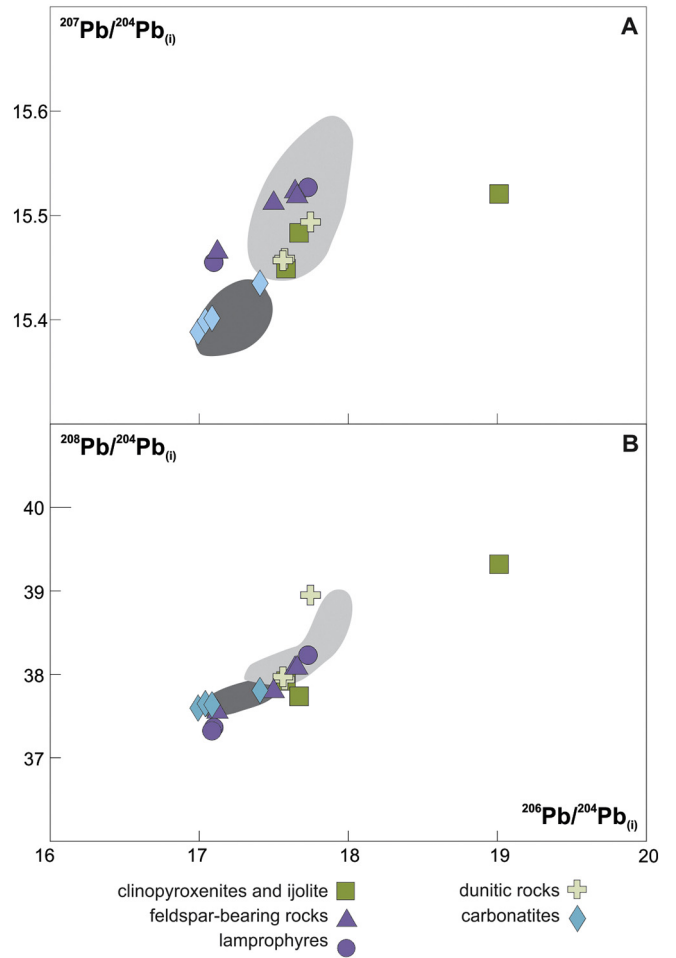 ²⁰⁷Pb/²⁰⁴Pb(i)
A
15.6
15.5
15.4
²⁰⁸Pb/²⁰⁴Pb(i)
B
40
39
38
37
²⁰⁶Pb/²⁰⁴Pb(i)
16 17 18 19 20
clinopyroxenites and ijolite
feldspar-bearing rocks
lamprophyres
dunitic rocks
carbonatites